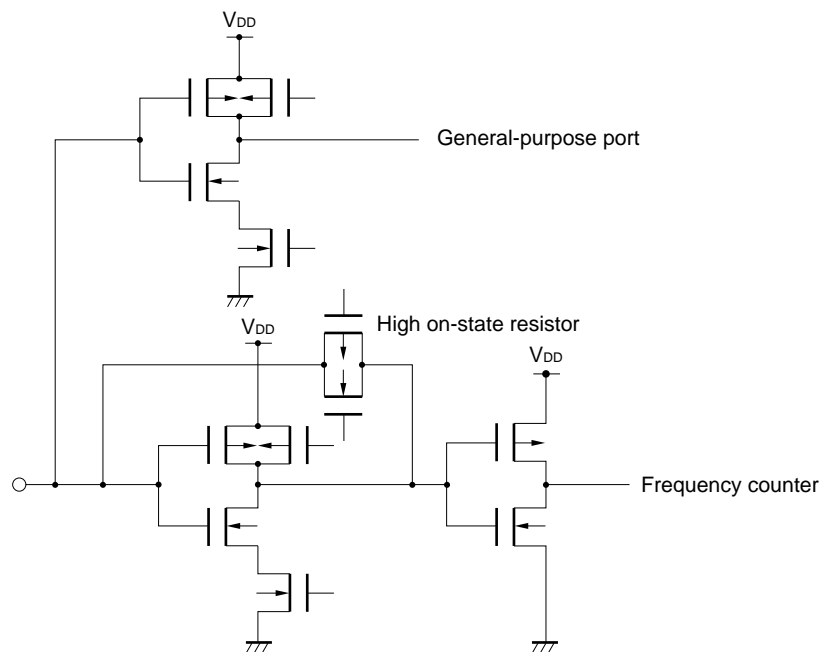 VDD
General-purpose port
High on-state resistor
VDD
VDD
Frequency counter